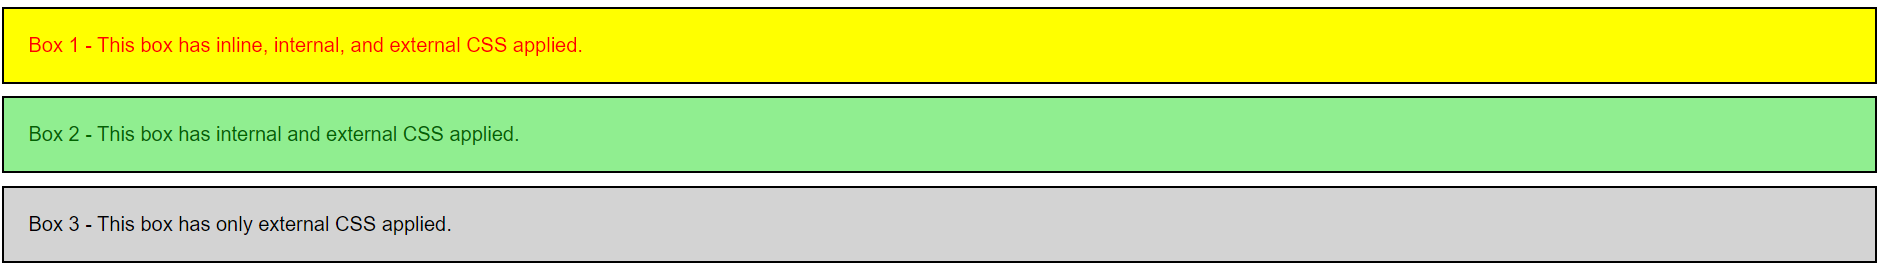 Box 1 - This box has inline, internal, and external CSS applied.
Box 2 - This box has internal and external CSS applied.
Box 3 - This box has only external CSS applied.